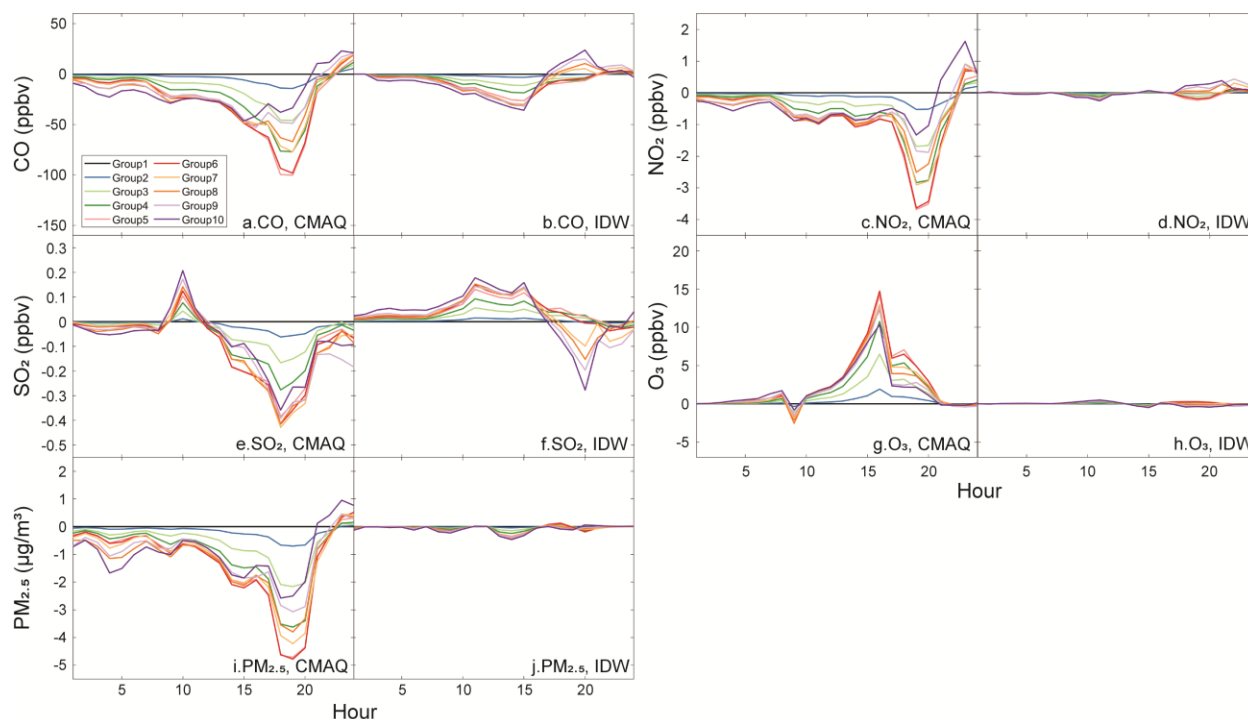 50
0
-50
-100
-150
CO (ppbv)
Group1
Group2
Group3
Group4
Group5
Group6
Group7
Group8
Group9
Group10
a.CO, CMAQ
b.CO, IDW
2
1
0
-1
-2
-3
-4
NO₂ (ppbv)
c.NO₂, CMAQ
d.NO₂, IDW
0.3
0.2
0.1
0
-0.1
-0.2
-0.3
-0.4
-0.5
SO₂ (ppbv)
e.SO₂, CMAQ
f.SO₂, IDW
20
15
10
5
0
-5
O₃ (ppbv)
g.O₃, CMAQ
h.O₃, IDW
5 10 15 20 5 10 15 20
Hour
2
1
0
-1
-2
-3
-4
-5
PM₂.₅ (µg/m³)
i.PM₂.₅, CMAQ
j.PM₂.₅, IDW
5 10 15 20 5 10 15 20
Hour